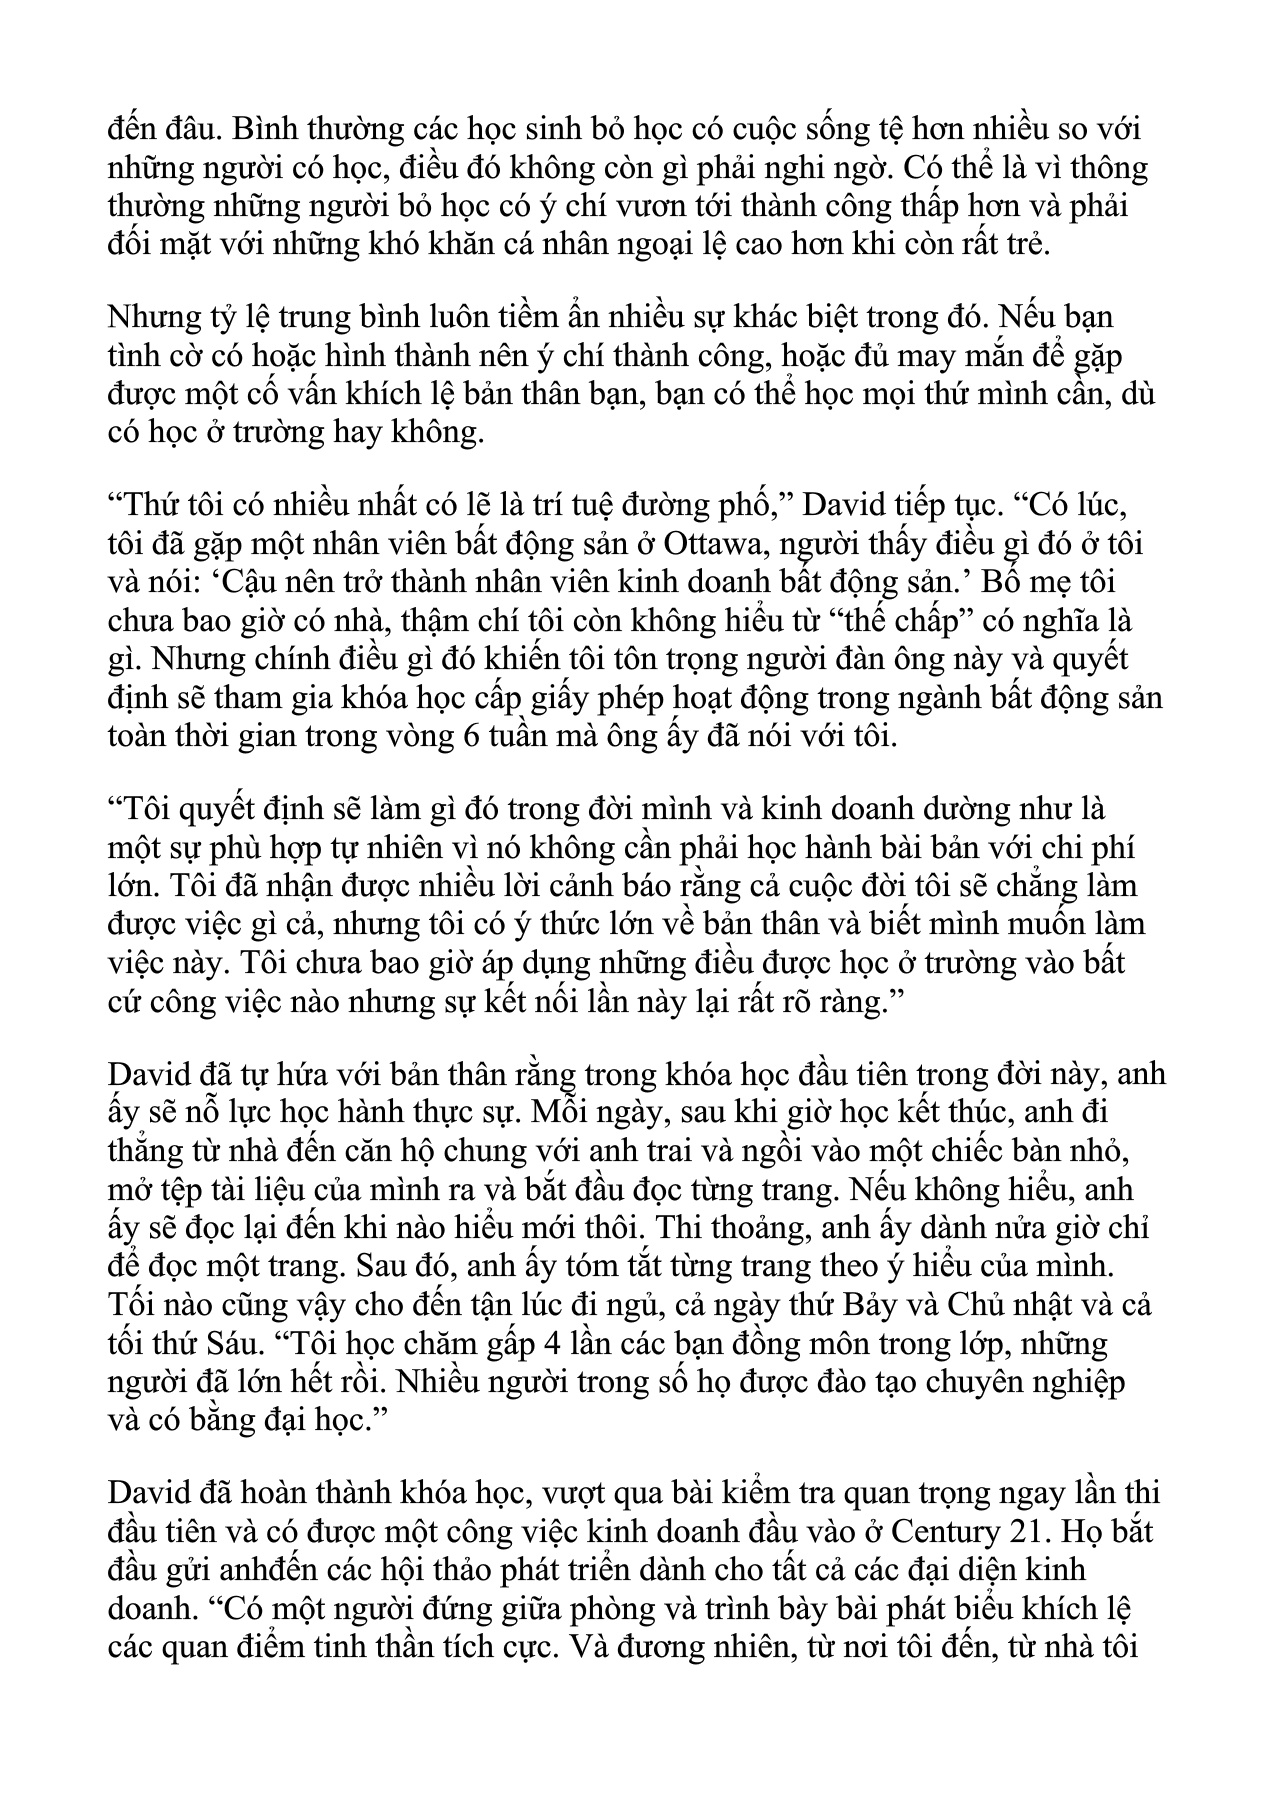 đến đâu. Bình thường các học sinh bỏ học có cuộc sống tệ hơn nhiều so với
những người có học, điều đó không còn gì phải nghi ngờ. Có thể là vì thông
thường những người bỏ học có ý chí vươn tới thành công thấp hơn và phải
đối mặt với những khó khăn cá nhân ngoại lệ cao hơn khi còn rất trẻ.
Nhưng tỷ lệ trung bình luôn tiềm ẩn nhiều sự khác biệt trong đó. Nếu bạn
tình cờ có hoặc hình thành nên ý chí thành công, hoặc đủ may mắn để gặp
được một cố vấn khích lệ bản thân bạn, bạn có thể học mọi thứ mình cần, dù
có học ở trường hay không.
“Thứ tôi có nhiều nhất có lẽ là trí tuệ đường phố,” David tiếp tục. “Có lúc,
tôi đã gặp một nhân viên bất động sản ở Ottawa, người thấy điều gì đó ở tôi
và nói: ‘Cậu nên trở thành nhân viên kinh doanh bất động sản.’ Bố mẹ tôi
chưa bao giờ có nhà, thậm chí tôi còn không hiểu từ “thế chấp” có nghĩa là
gì. Nhưng chính điều gì đó khiến tôi tôn trọng người đàn ông này và quyết
định sẽ tham gia khóa học cấp giấy phép hoạt động trong ngành bất động sản
toàn thời gian trong vòng 6 tuần mà ông ấy đã nói với tôi.
“Tôi quyết định sẽ làm gì đó trong đời mình và kinh doanh dường như là
một sự phù hợp tự nhiên vì nó không cần phải học hành bài bản với chi phí
lớn. Tôi đã nhận được nhiều lời cảnh báo rằng cả cuộc đời tôi sẽ chẳng làm
được việc gì cả, nhưng tôi có ý thức lớn về bản thân và biết mình muốn làm
việc này. Tôi chưa bao giờ áp dụng những điều được học ở trường vào bất
cứ công việc nào nhưng sự kết nối lần này lại rất rõ ràng.”
David đã tự hứa với bản thân rằng trong khóa học đầu tiên trong đời này, anh
ấy sẽ nỗ lực học hành thực sự. Mỗi ngày, sau khi giờ học kết thúc, anh đi
thẳng từ nhà đến căn hộ chung với anh trai và ngồi vào một chiếc bàn nhỏ,
mở tệp tài liệu của mình ra và bắt đầu đọc từng trang. Nếu không hiểu, anh
ấy sẽ đọc lại đến khi nào hiểu mới thôi. Thi thoảng, anh ấy dành nửa giờ chỉ
để đọc một trang. Sau đó, anh ấy tóm tắt từng trang theo ý hiểu của mình.
Tối nào cũng vậy cho đến tận lúc đi ngủ, cả ngày thứ Bảy và Chủ nhật và cả
tối thứ Sáu. “Tôi học chăm gấp 4 lần các bạn đồng môn trong lớp, những
người đã lớn hết rồi. Nhiều người trong số họ được đào tạo chuyên nghiệp
và có bằng đại học.”
David đã hoàn thành khóa học, vượt qua bài kiểm tra quan trọng ngay lần thi
đầu tiên và có được một công việc kinh doanh đầu vào ở Century 21. Họ bắt
đầu gửi anhđến các hội thảo phát triển dành cho tất cả các đại diện kinh
doanh. “Có một người đứng giữa phòng và trình bày bài phát biểu khích lệ
các quan điểm tinh thần tích cực. Và đương nhiên, từ nơi tôi đến, từ nhà tôi